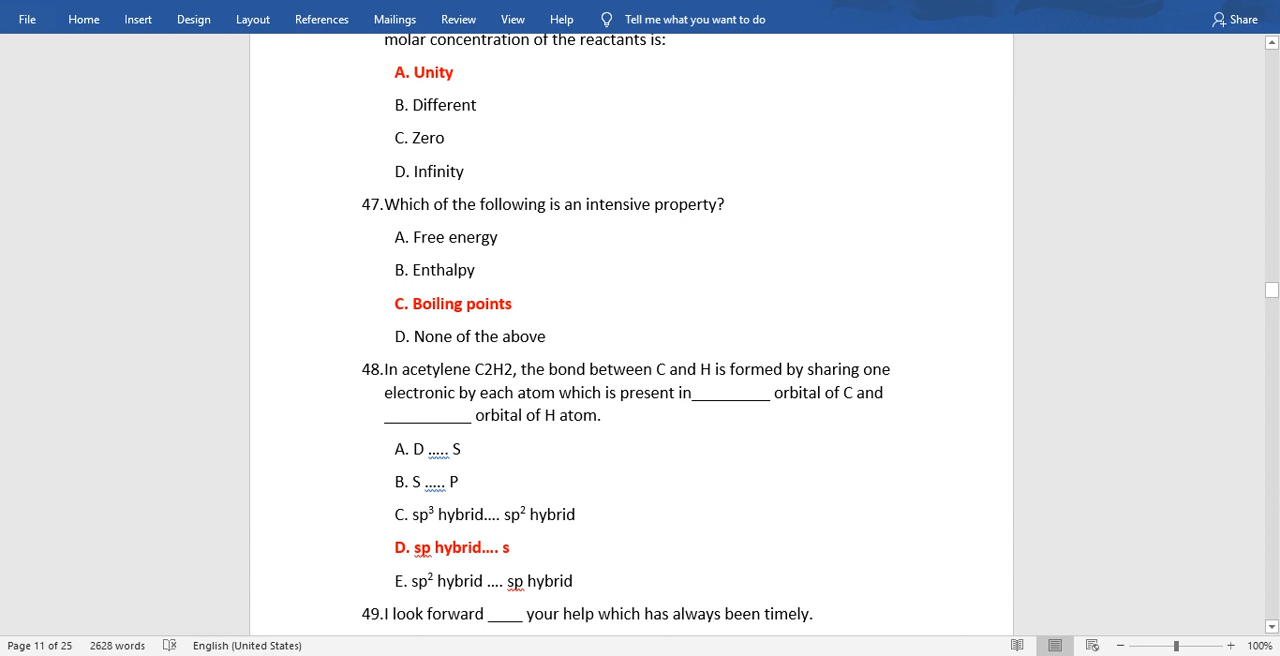 File Home Insert Design Layout References Mailings Review View Help Tell me what you want to do Share
molar concentration of the reactants is:
A. Unity
B. Different
C. Zero
D. Infinity
47.Which of the following is an intensive property?
A. Free energy
B. Enthalpy
C. Boiling points
D. None of the above
48.In acetylene C2H2, the bond between C and H is formed by sharing one
electronic by each atom which is present in_________ orbital of C and
__________ orbital of H atom.
A. D ..... S
B. S ..... P
C. sp³ hybrid.... sp² hybrid
D. sp hybrid.... s
E. sp² hybrid .... sp hybrid
49.I look forward ____ your help which has always been timely.
Page 11 of 25 2628 words English (United States) 100%